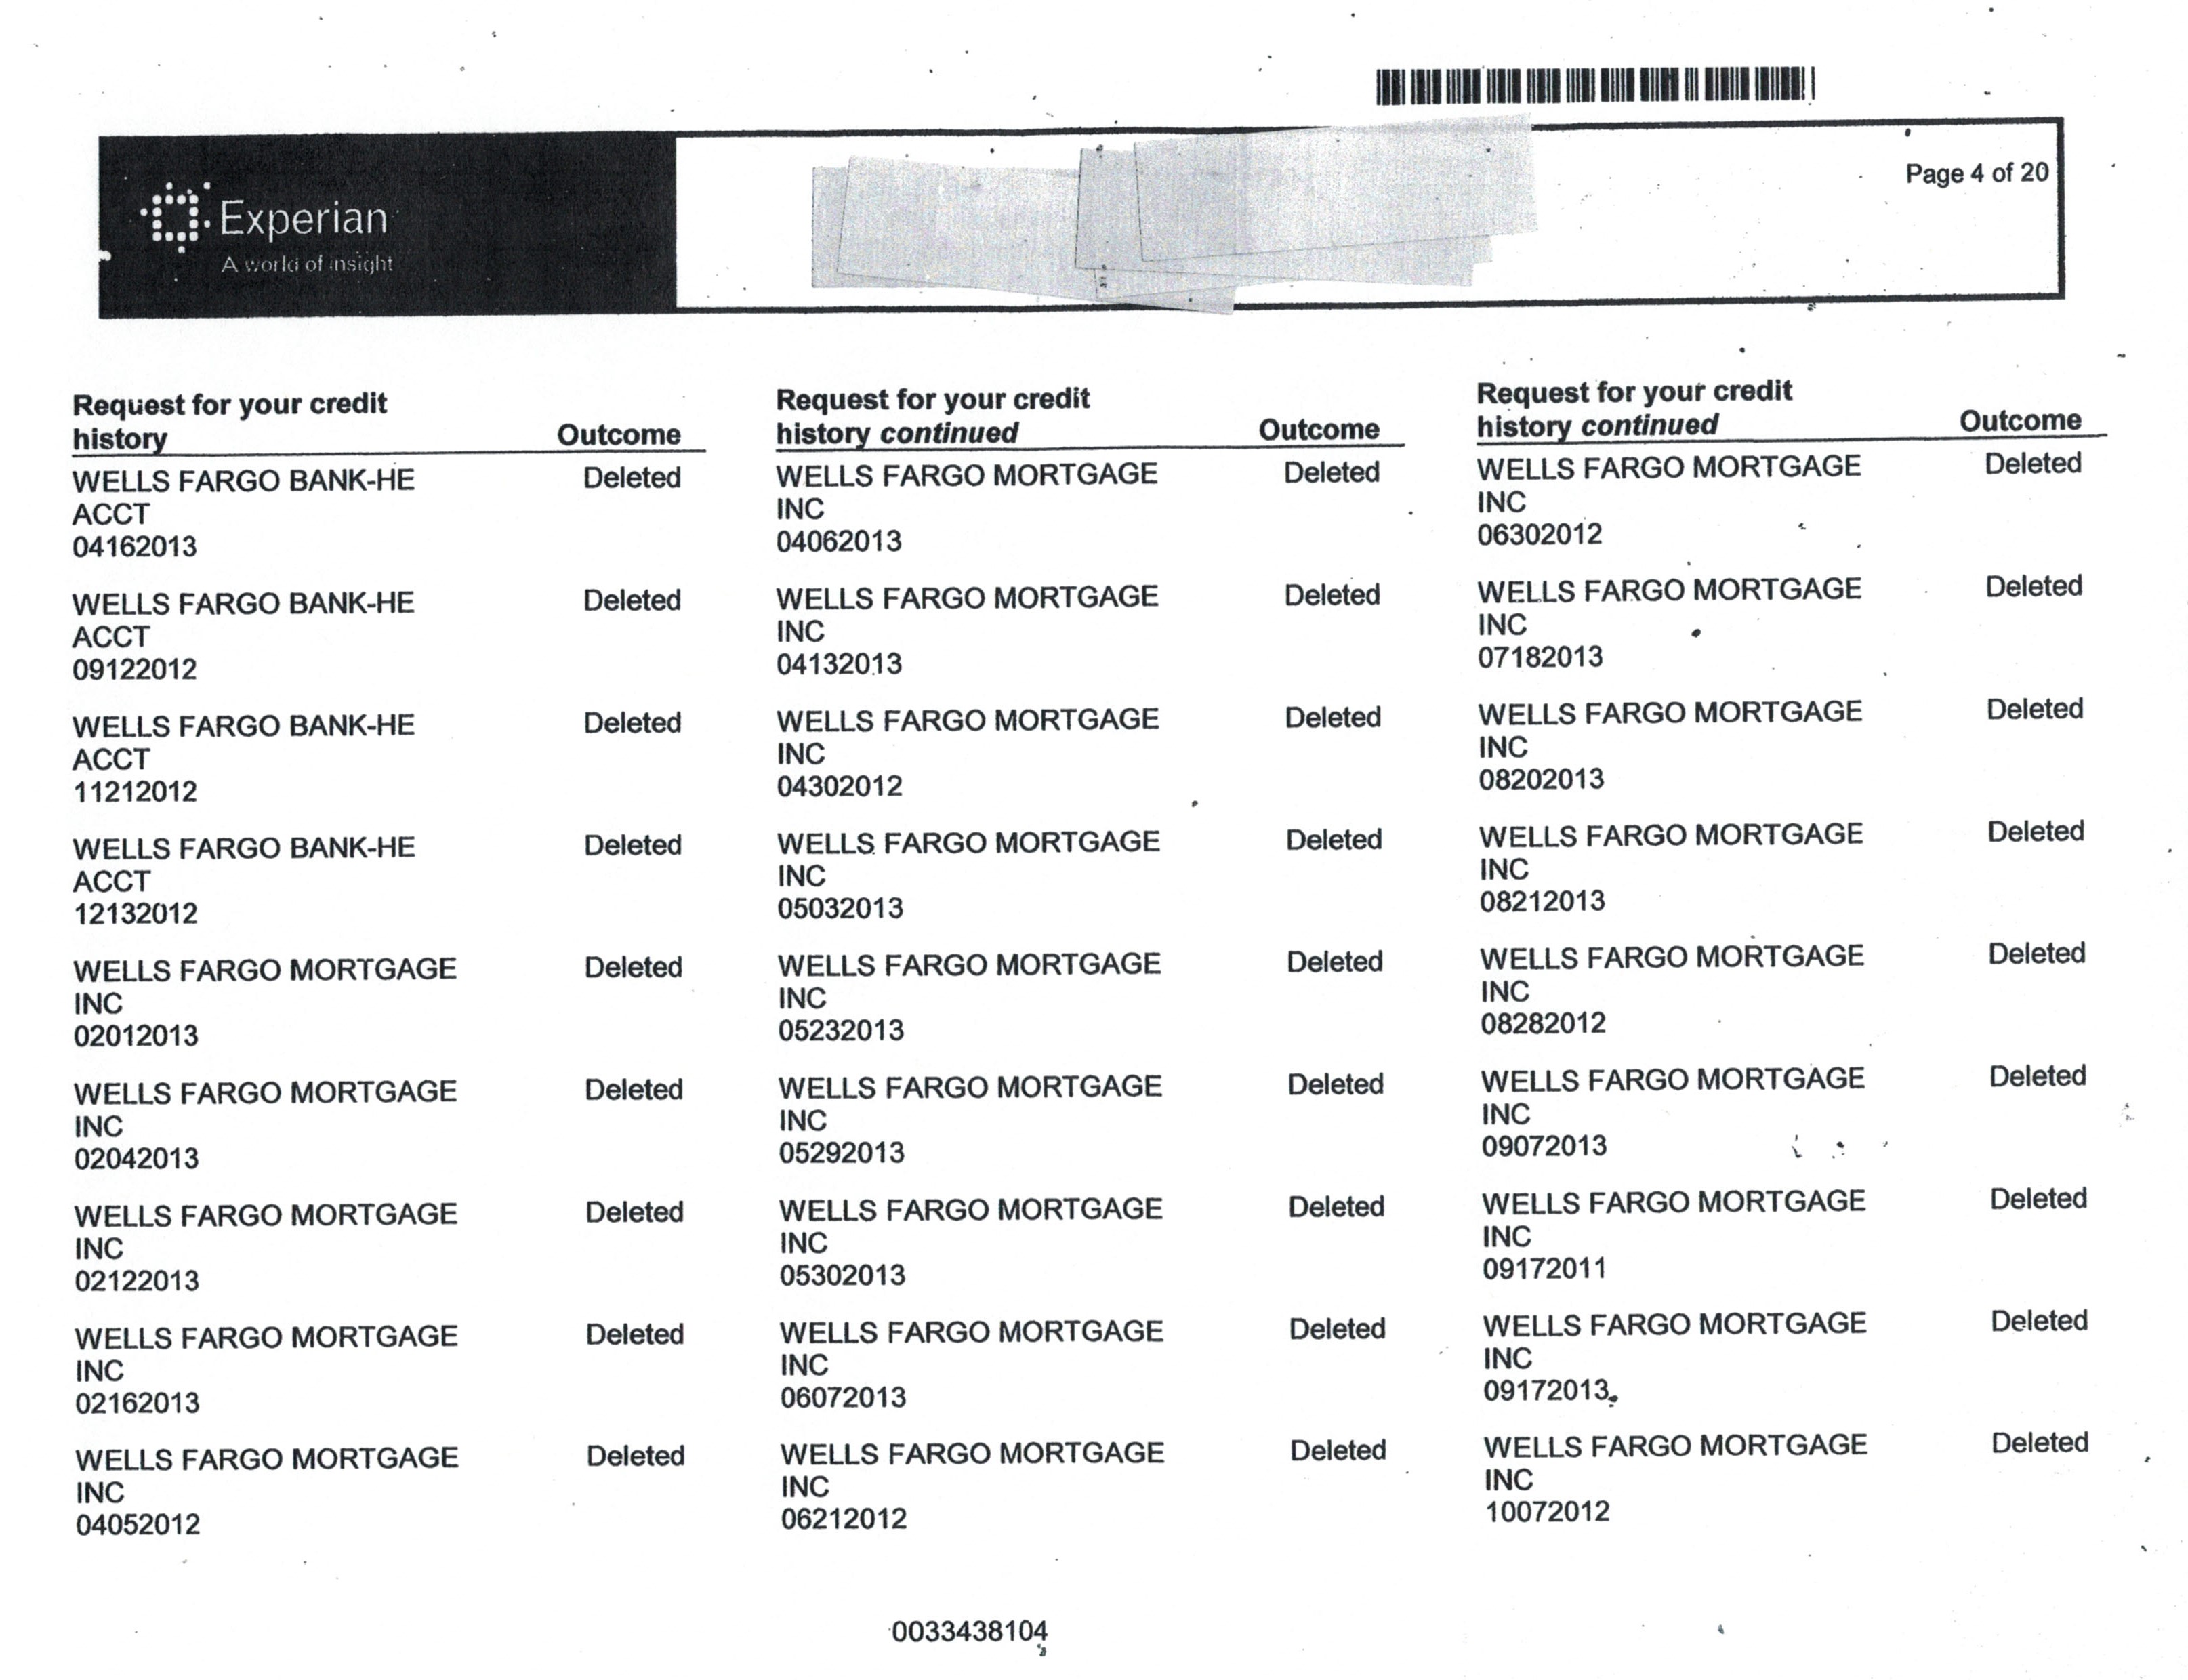 Experian
A world of insight
Page 4 of 20
Request for your credit
history Outcome
WELLS FARGO BANK-HE Deleted
ACCT
04162013
WELLS FARGO BANK-HE Deleted
ACCT
09122012
WELLS FARGO BANK-HE Deleted
ACCT
11212012
WELLS FARGO BANK-HE Deleted
ACCT
12132012
WELLS FARGO MORTGAGE Deleted
INC
02012013
WELLS FARGO MORTGAGE Deleted
INC
02042013
WELLS FARGO MORTGAGE Deleted
INC
02122013
WELLS FARGO MORTGAGE Deleted
INC
02162013
WELLS FARGO MORTGAGE Deleted
INC
04052012
Request for your credit
history continued Outcome
WELLS FARGO MORTGAGE Deleted
INC
04062013
WELLS FARGO MORTGAGE Deleted
INC
04132013
WELLS FARGO MORTGAGE Deleted
INC
04302012
WELLS FARGO MORTGAGE Deleted
INC
05032013
WELLS FARGO MORTGAGE Deleted
INC
05232013
WELLS FARGO MORTGAGE Deleted
INC
05292013
WELLS FARGO MORTGAGE Deleted
INC
05302013
WELLS FARGO MORTGAGE Deleted
INC
06072013
WELLS FARGO MORTGAGE Deleted
INC
06212012
Request for your credit
history continued Outcome
WELLS FARGO MORTGAGE Deleted
INC
06302012
WELLS FARGO MORTGAGE Deleted
INC
07182013
WELLS FARGO MORTGAGE Deleted
INC
08202013
WELLS FARGO MORTGAGE Deleted
INC
08212013
WELLS FARGO MORTGAGE Deleted
INC
08282012
WELLS FARGO MORTGAGE Deleted
INC
09072013
WELLS FARGO MORTGAGE Deleted
INC
09172011
WELLS FARGO MORTGAGE Deleted
INC
09172013
WELLS FARGO MORTGAGE Deleted
INC
10072012
0033438104